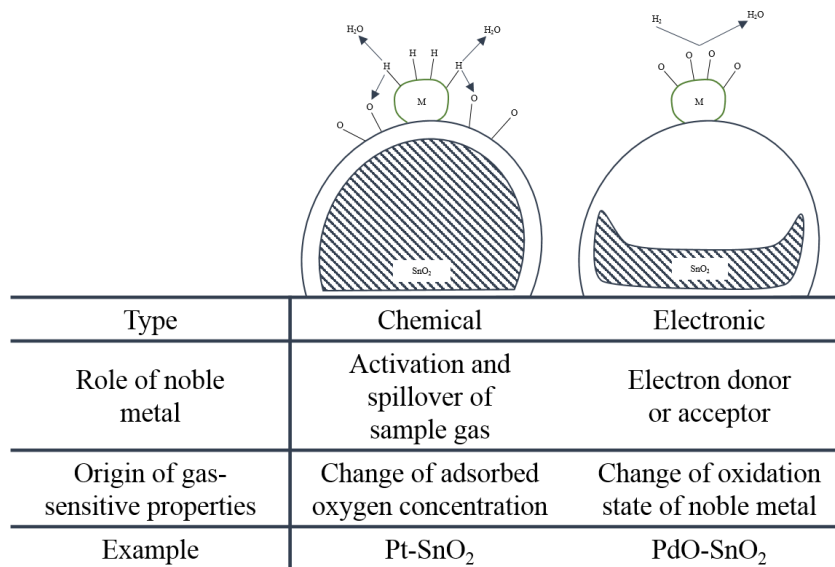 H₂O H₂O
H H
H H
O O
M
O O
SnO₂
H₂ H₂O
O O
O O
M
SnO₂
Type Chemical Electronic
Role of noble
metal
Activation and
spillover of
sample gas
Electron donor
or acceptor
Origin of gas-
sensitive properties
Change of adsorbed
oxygen concentration
Change of oxidation
state of noble metal
Example Pt-SnO₂ PdO-SnO₂